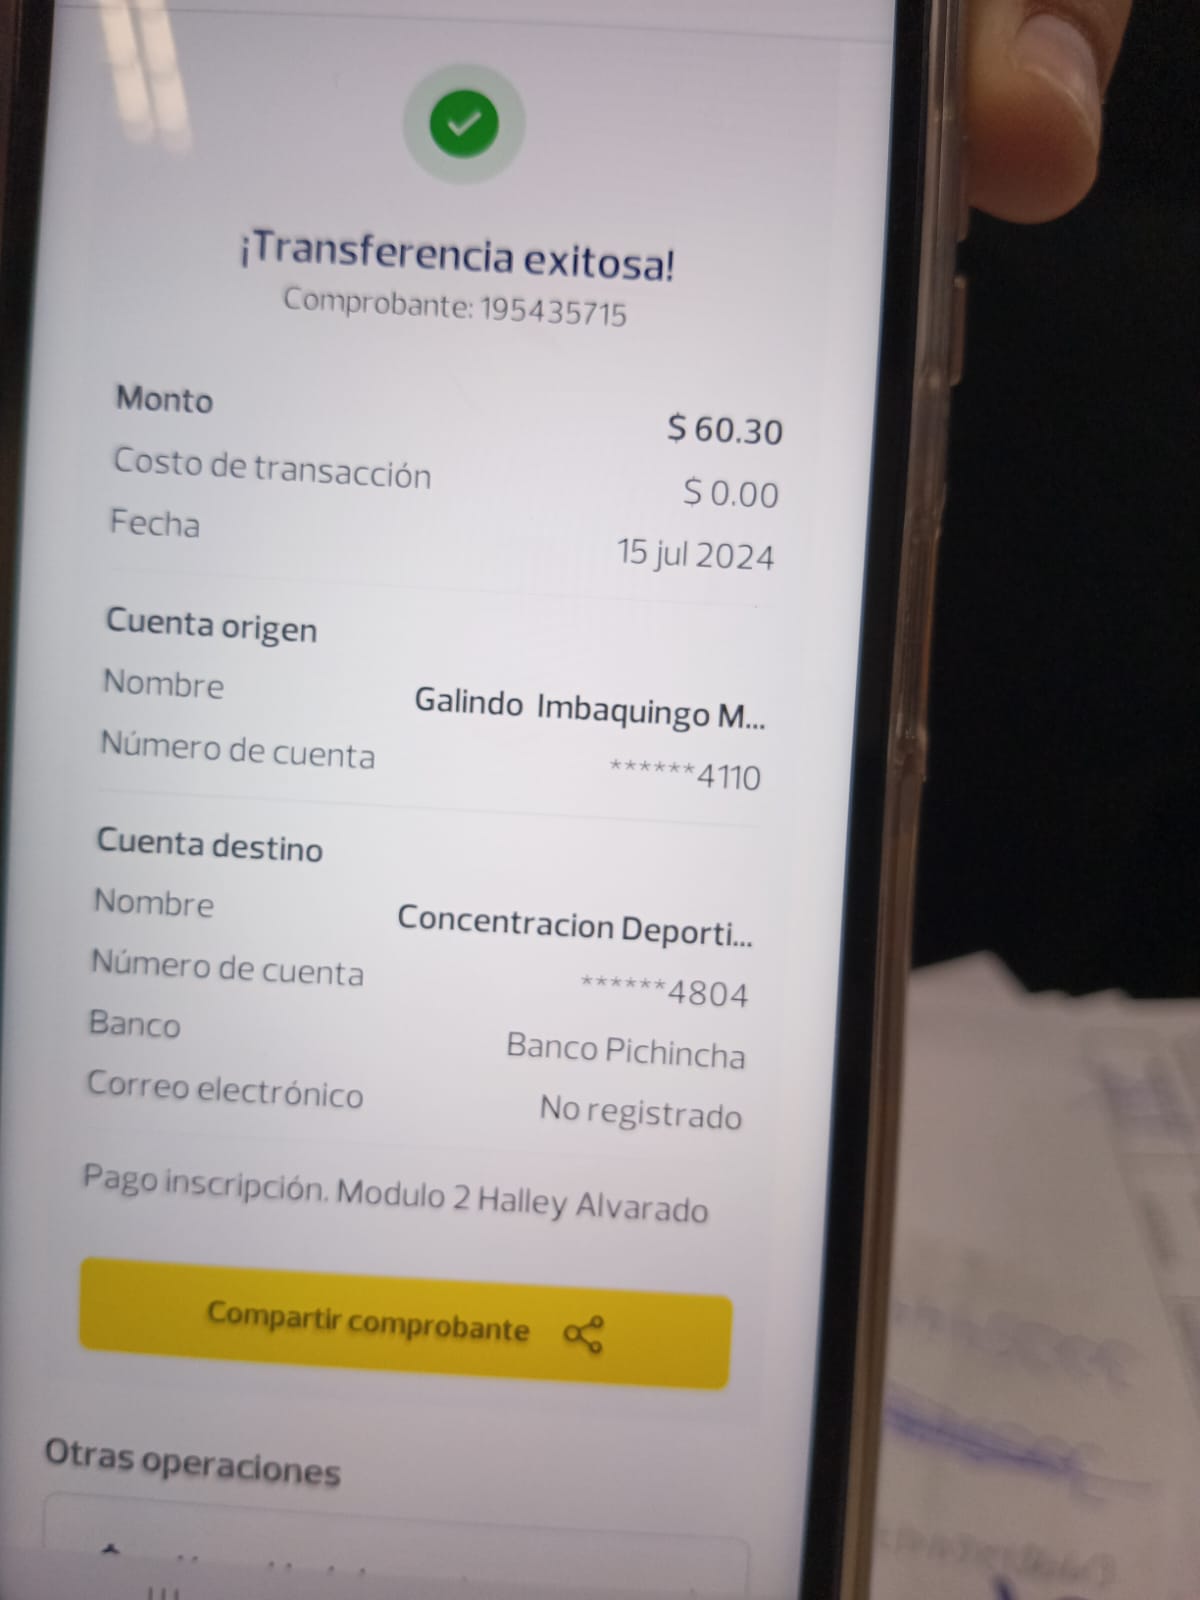 ¡Transferencia exitosa!
Comprobante: 195435715
Monto $ 60.30
Costo de transacción $ 0.00
Fecha 15 jul 2024
Cuenta origen
Nombre Galindo Imbaquingo M...
Número de cuenta ******4110
Cuenta destino
Nombre Concentracion Deporti...
Número de cuenta ******4804
Banco Banco Pichincha
Correo electrónico No registrado
Pago inscripción. Modulo 2 Halley Alvarado
Compartir comprobante
Otras operaciones